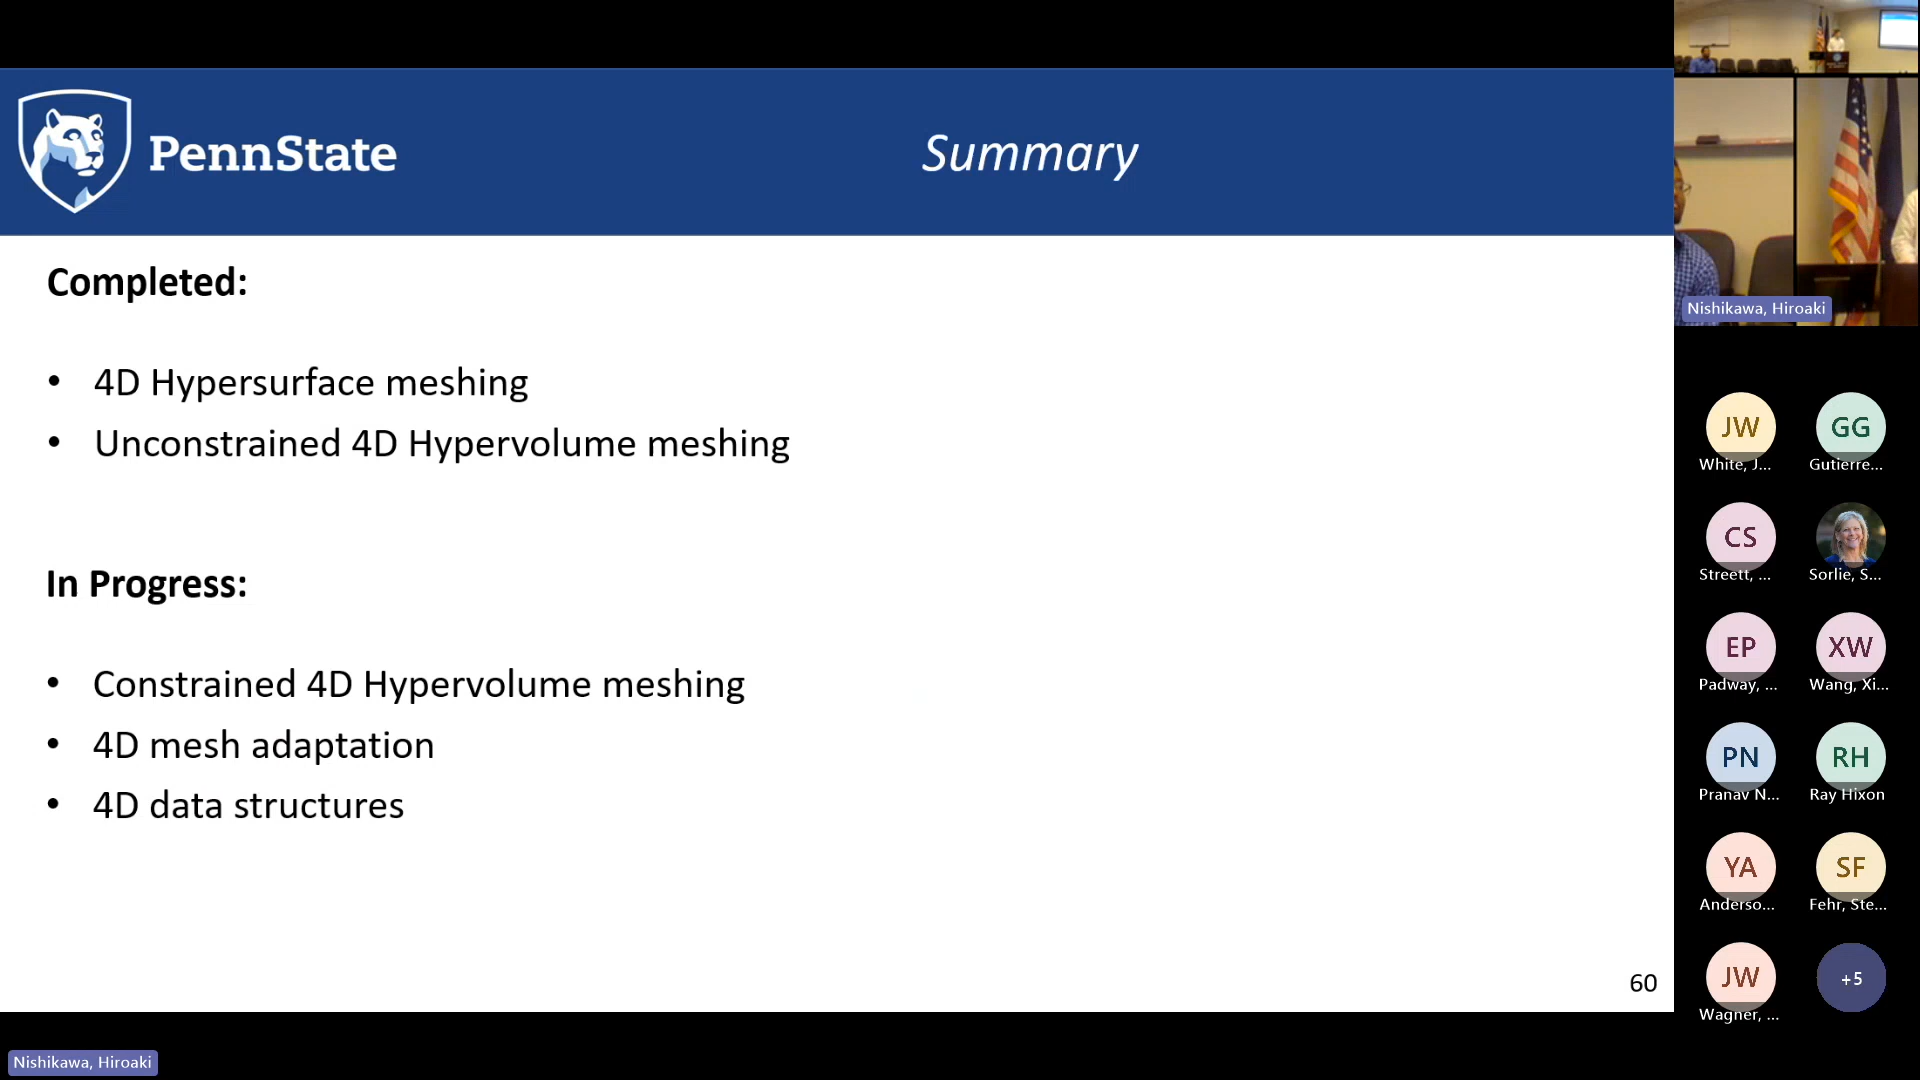 PennState
Summary
Completed:
• 4D Hypersurface meshing
• Unconstrained 4D Hypervolume meshing
In Progress:
• Constrained 4D Hypervolume meshing
• 4D mesh adaptation
• 4D data structures
60
Nishikawa, Hiroaki
Nishikawa, Hiroaki
JW
White, J...
GG
Gutierre...
CS
Streett, ...
Sorlie, S...
EP
Padway, ...
XW
Wang, Xi...
PN
Pranav N...
RH
Ray Hixon
YA
Anderso...
SF
Fehr, Ste...
JW
Wagner, ...
+5